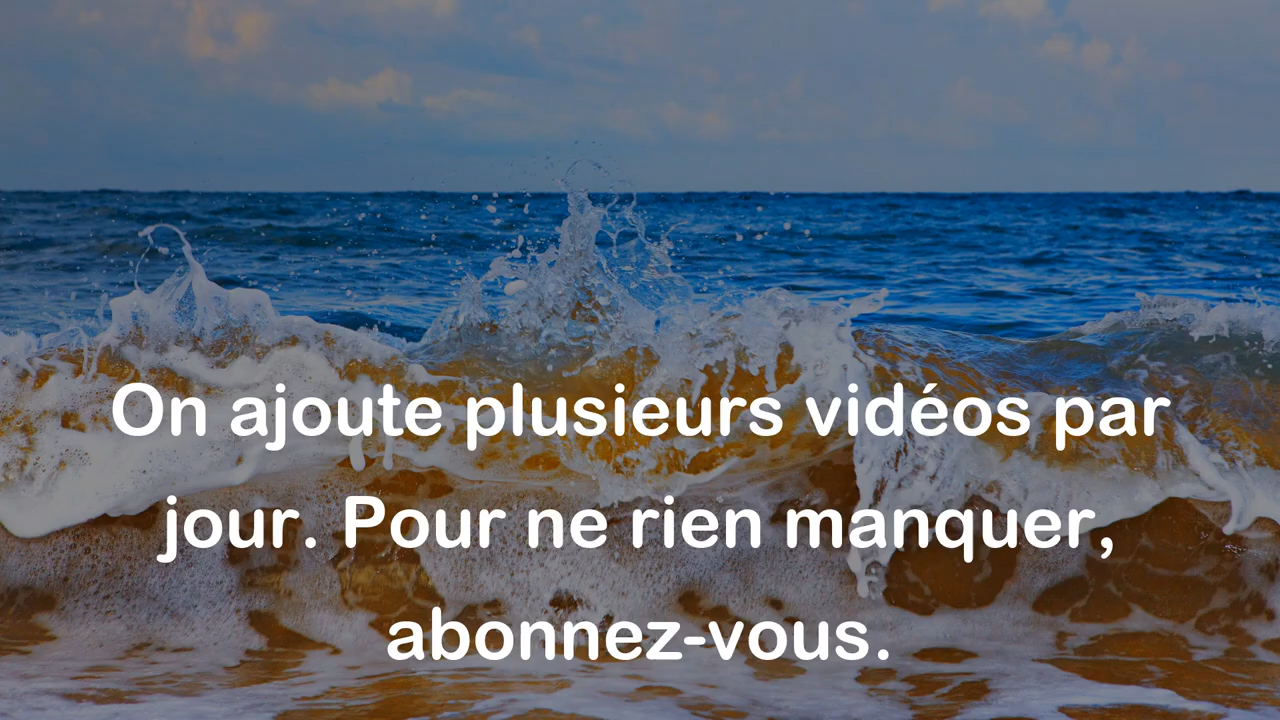 On ajoute plusieurs vidéos par
jour. Pour ne rien manquer,
abonnez-vous.